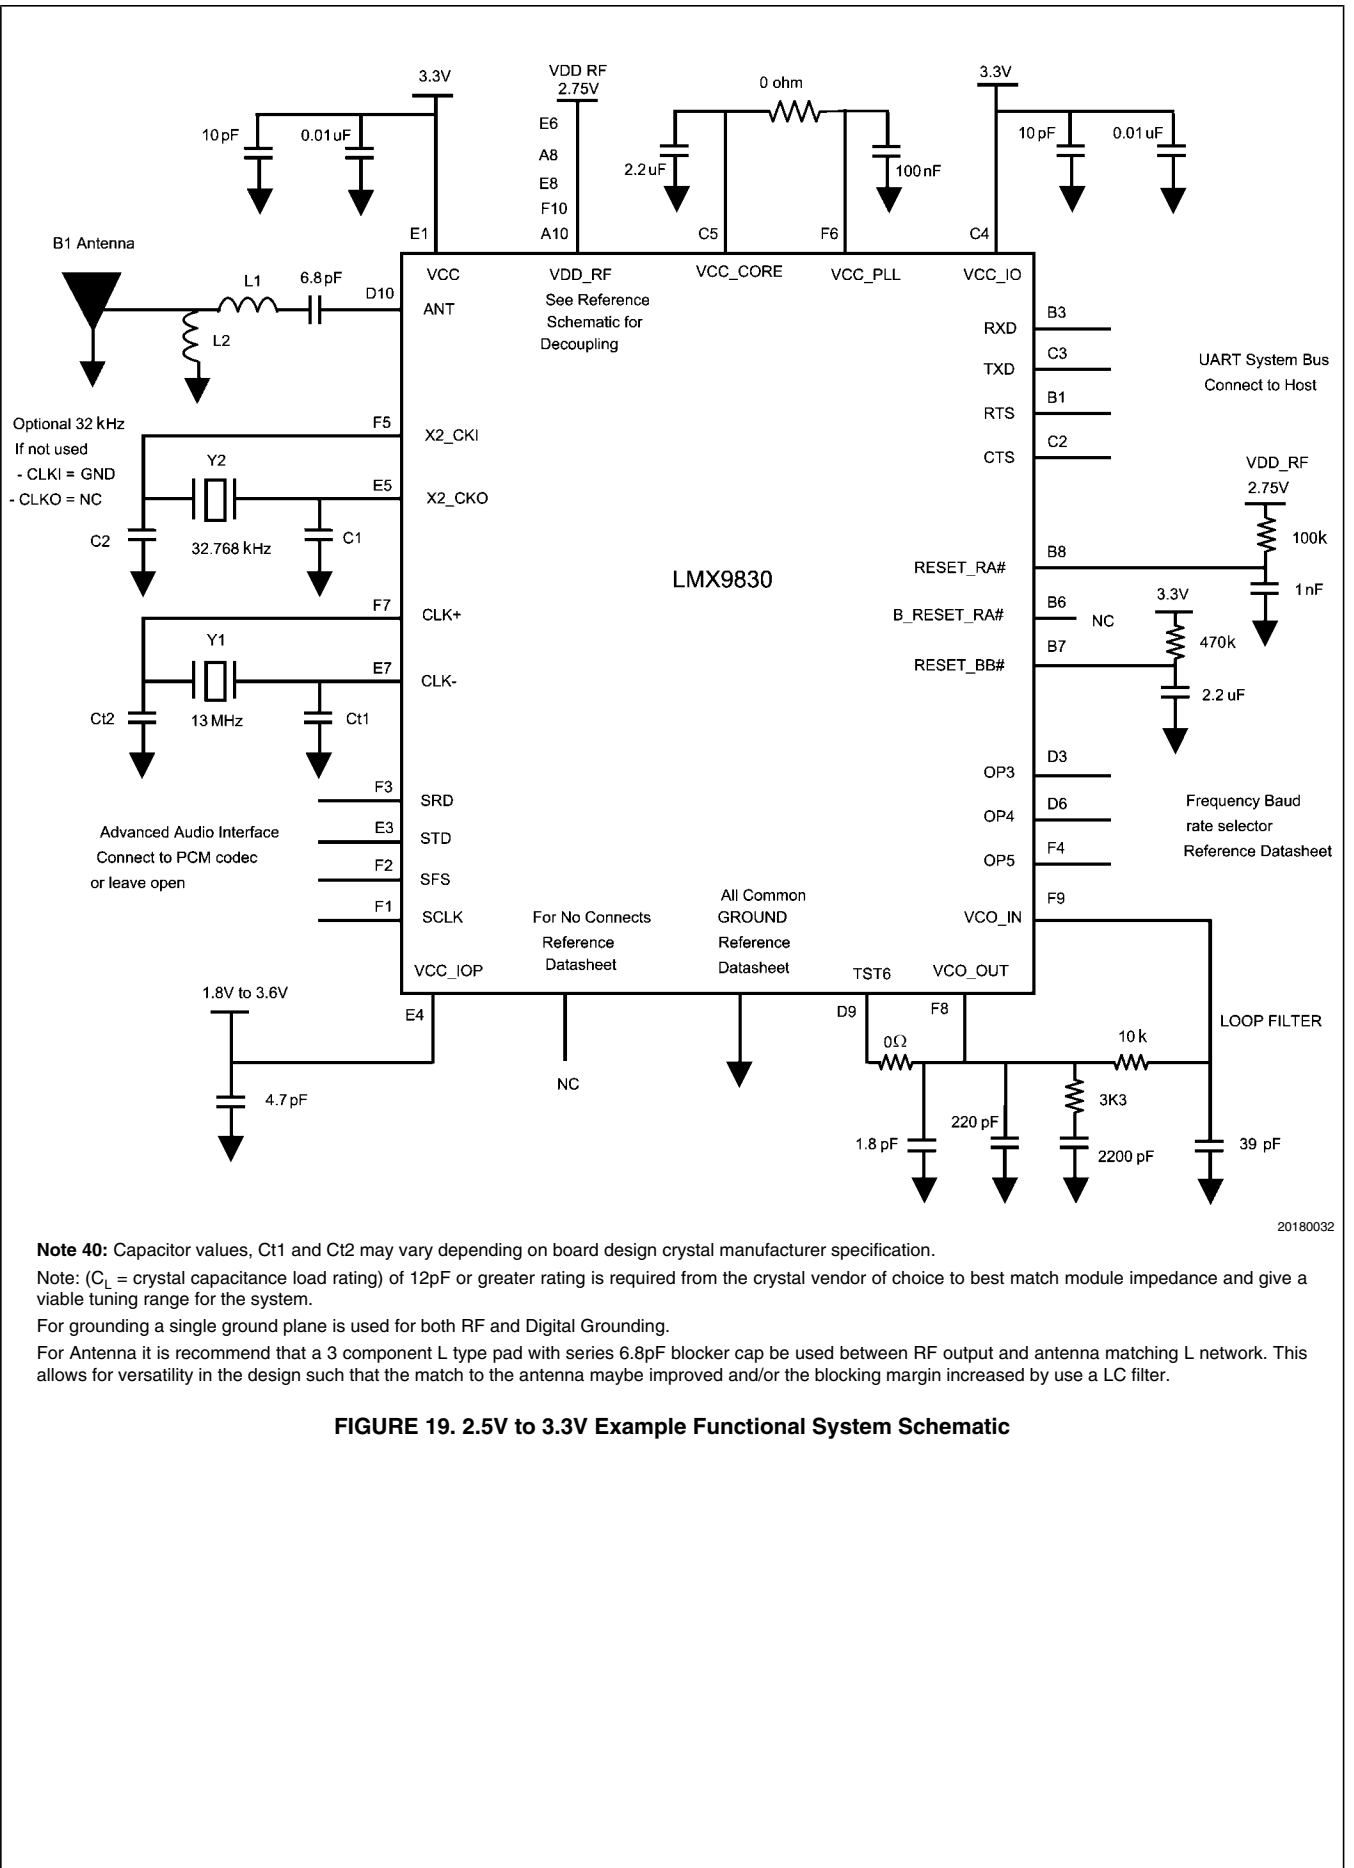 3.3V
VDD RF
2.75V
0 ohm
3.3V
10 pF
0.01 uF
E6
A8
E8
F10
A10
2.2 uF
100 nF
10 pF
0.01 uF
E1
C5
F6
C4
B1 Antenna
L1
6.8 pF
D10
L2
VCC
VDD_RF
VCC_CORE
VCC_PLL
VCC_IO
ANT
See Reference
Schematic for
Decoupling
RXD
B3
TXD
C3
RTS
B1
CTS
C2
UART System Bus
Connect to Host
Optional 32 kHz
If not used
- CLKI = GND
- CLKO = NC
F5
X2_CKI
Y2
E5
X2_CKO
C2
32.768 kHz
C1
VDD_RF
2.75V
100k
1 nF
LMX9830
RESET_RA#
B8
B_RESET_RA#
B6
NC
3.3V
470k
RESET_BB#
B7
2.2 uF
F7
CLK+
Y1
E7
CLK-
Ct2
13 MHz
Ct1
OP3
D3
OP4
D6
OP5
F4
Frequency Baud
rate selector
Reference Datasheet
F3
SRD
E3
STD
F2
SFS
F1
SCLK
Advanced Audio Interface
Connect to PCM codec
or leave open
For No Connects
Reference
Datasheet
All Common
GROUND
Reference
Datasheet
VCO_IN
F9
VCC_IOP
TST6
VCO_OUT
1.8V to 3.6V
E4
D9
F8
LOOP FILTER
NC
0Ω
10 k
4.7 pF
3K3
1.8 pF
220 pF
2200 pF
39 pF
20180032
Note 40: Capacitor values, Ct1 and Ct2 may vary depending on board design crystal manufacturer specification.
Note: (CL = crystal capacitance load rating) of 12pF or greater rating is required from the crystal vendor of choice to best match module impedance and give a
viable tuning range for the system.
For grounding a single ground plane is used for both RF and Digital Grounding.
For Antenna it is recommend that a 3 component L type pad with series 6.8pF blocker cap be used between RF output and antenna matching L network. This
allows for versatility in the design such that the match to the antenna maybe improved and/or the blocking margin increased by use a LC filter.
FIGURE 19. 2.5V to 3.3V Example Functional System Schematic